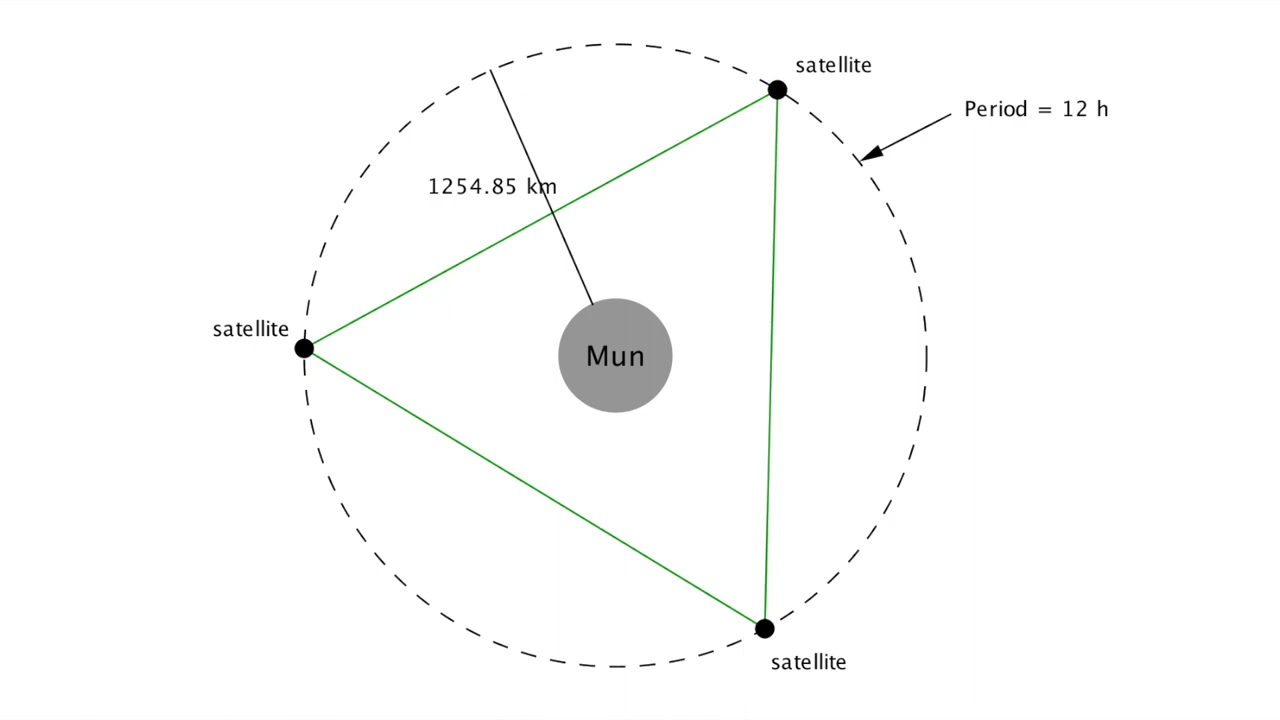 satellite
Period = 12 h
1254.85 km
satellite
Mun
satellite